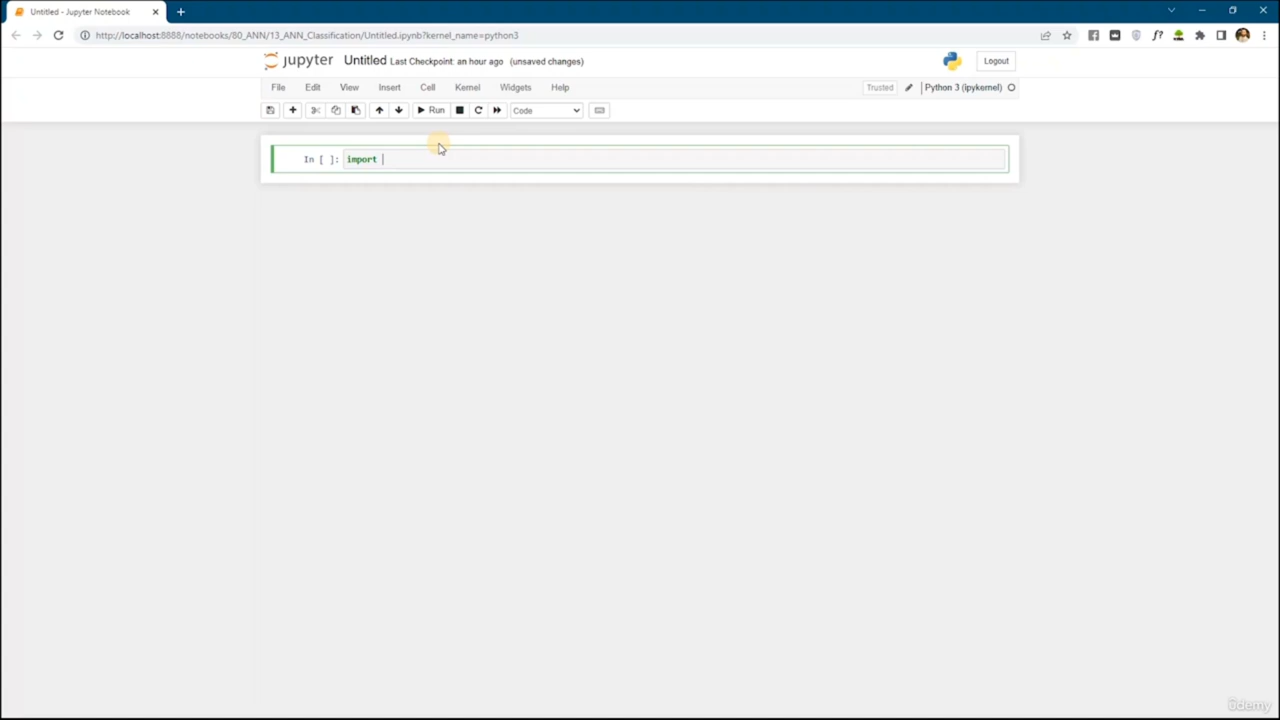 Untitled - Jupyter Notebook
http://localhost:8888/notebooks/80_ANN/13_ANN_Classification/Untitled.ipynb?kernel_name=python3
jupyter Untitled Last Checkpoint: an hour ago (unsaved changes) Logout
File Edit View Insert Cell Kernel Widgets Help Trusted Python 3 (ipykernel)
Run Code
In [ ]: import
ûdemy